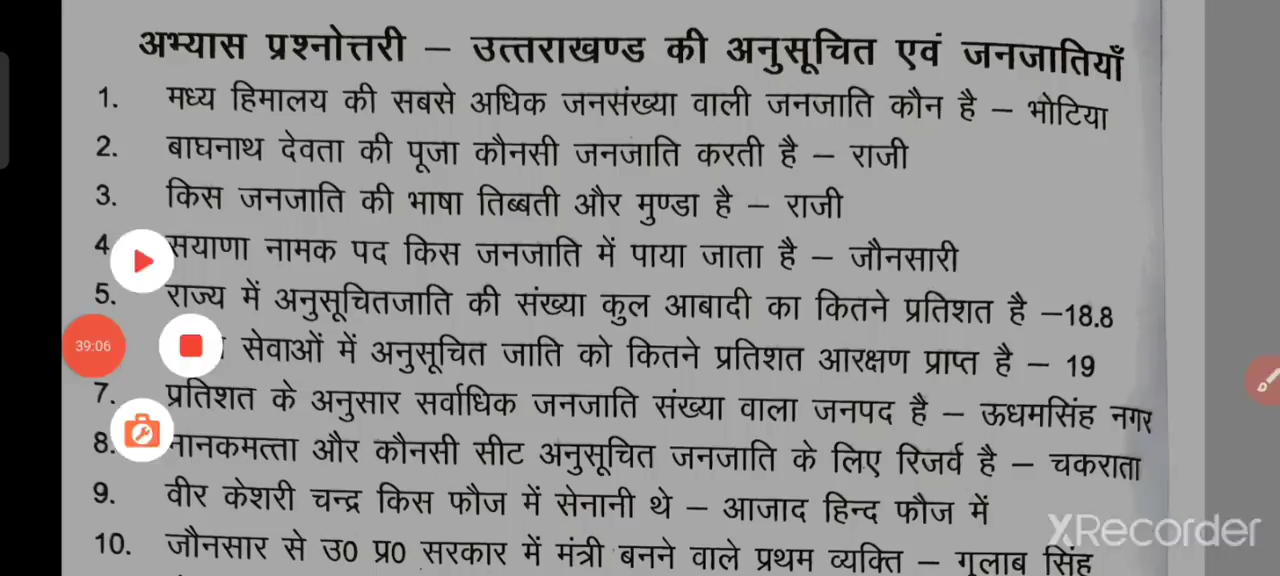 अभ्यास प्रश्नोत्तरी – उत्तराखण्ड की अनुसूचित एवं जनजातियाँ
1. मध्य हिमालय की सबसे अधिक जनसंख्या वाली जनजाति कौन है – भोटिया
2. बाघनाथ देवता की पूजा कौनसी जनजाति करती है – राजी
3. किस जनजाति की भाषा तिब्बती और मुण्डा है – राजी
4 सयाणा नामक पद किस जनजाति में पाया जाता है – जौनसारी
5. राज्य में अनुसूचितजाति की संख्या कुल आबादी का कितने प्रतिशत है –18.8
39:06 सेवाओं में अनुसूचित जाति को कितने प्रतिशत आरक्षण प्राप्त है – 19
7. प्रतिशत के अनुसार सर्वाधिक जनजाति संख्या वाला जनपद है – ऊधमसिंह नगर
8. नानकमत्ता और कौनसी सीट अनुसूचित जनजाति के लिए रिजर्व है – चकराता
9. वीर केशरी चन्द्र किस फौज में सेनानी थे – आजाद हिन्द फौज में
10. जौनसार से उ0 प्र0 सरकार में मंत्री बनने वाले प्रथम व्यक्ति – गुलाब सिंह
XRecorder